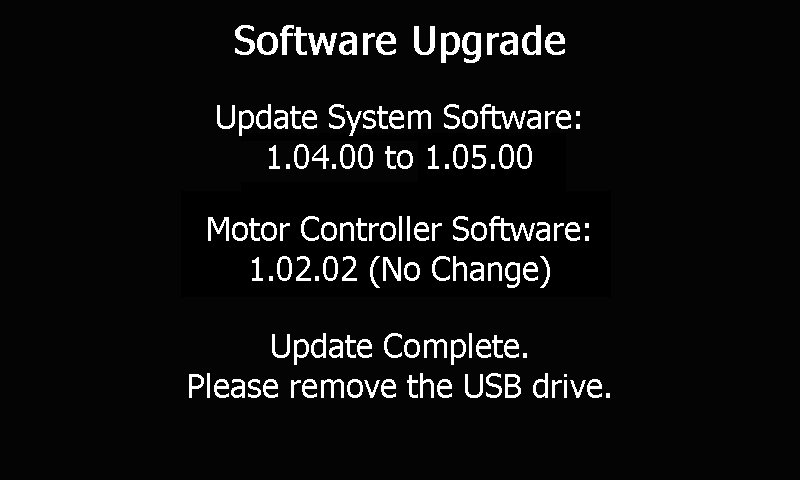 Software Upgrade
Update System Software:
1.04.00 to 1.05.00
Motor Controller Software:
1.02.02 (No Change)
Update Complete.
Please remove the USB drive.